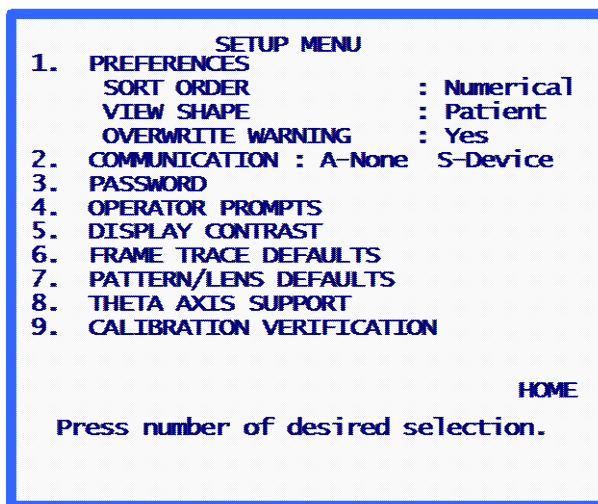 SETUP MENU
1. PREFERENCES
SORT ORDER : Numerical
VIEW SHAPE : Patient
OVERWRITE WARNING : Yes
2. COMMUNICATION : A-None S-Device
3. PASSWORD
4. OPERATOR PROMPTS
5. DISPLAY CONTRAST
6. FRAME TRACE DEFAULTS
7. PATTERN/LENS DEFAULTS
8. THETA AXIS SUPPORT
9. CALIBRATION VERIFICATION
HOME
Press number of desired selection.